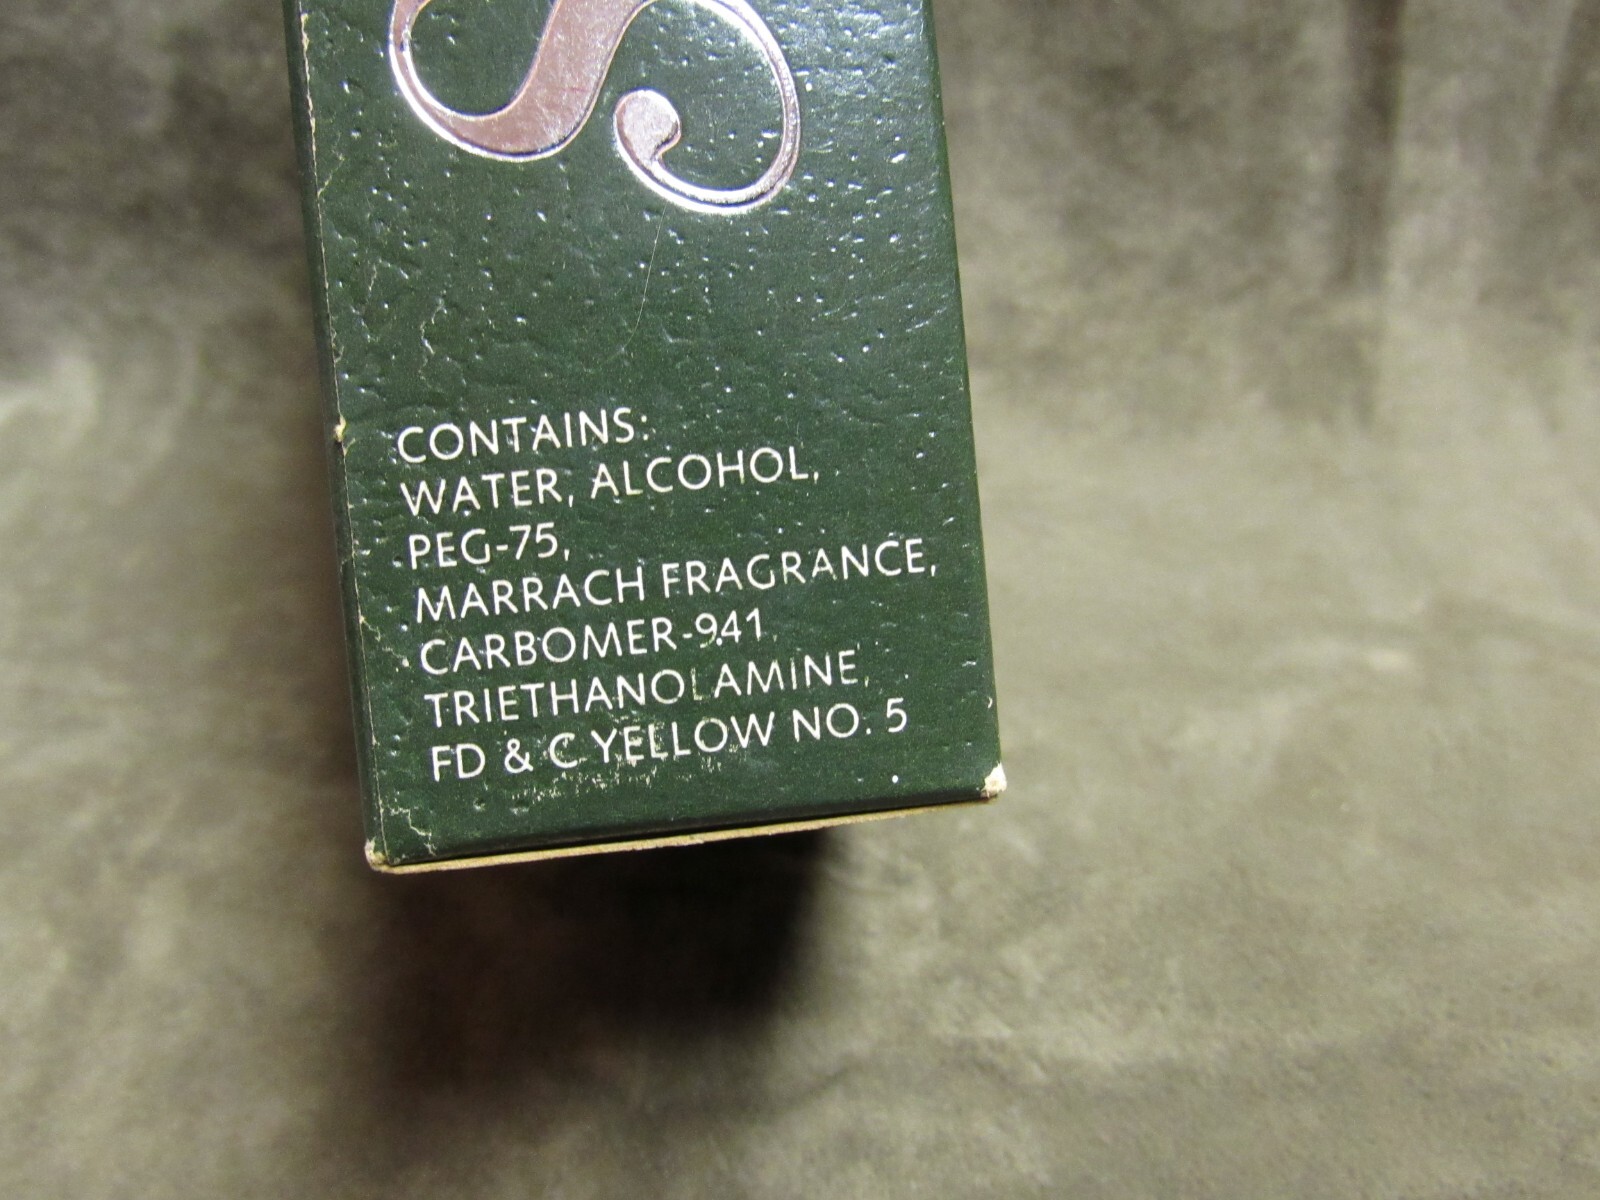 CONTAINS:
WATER, ALCOHOL,
PEG-75,
MARRACH FRAGRANCE,
CARBOMER-941,
TRIETHANOLAMINE,
FD & C YELLOW NO. 5